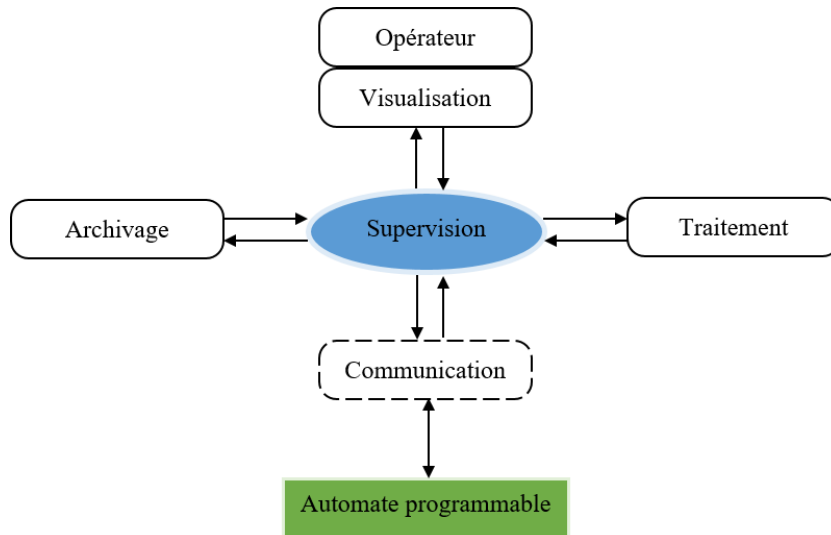 Opérateur
Visualisation
Archivage
Supervision
Traitement
Communication
Automate programmable